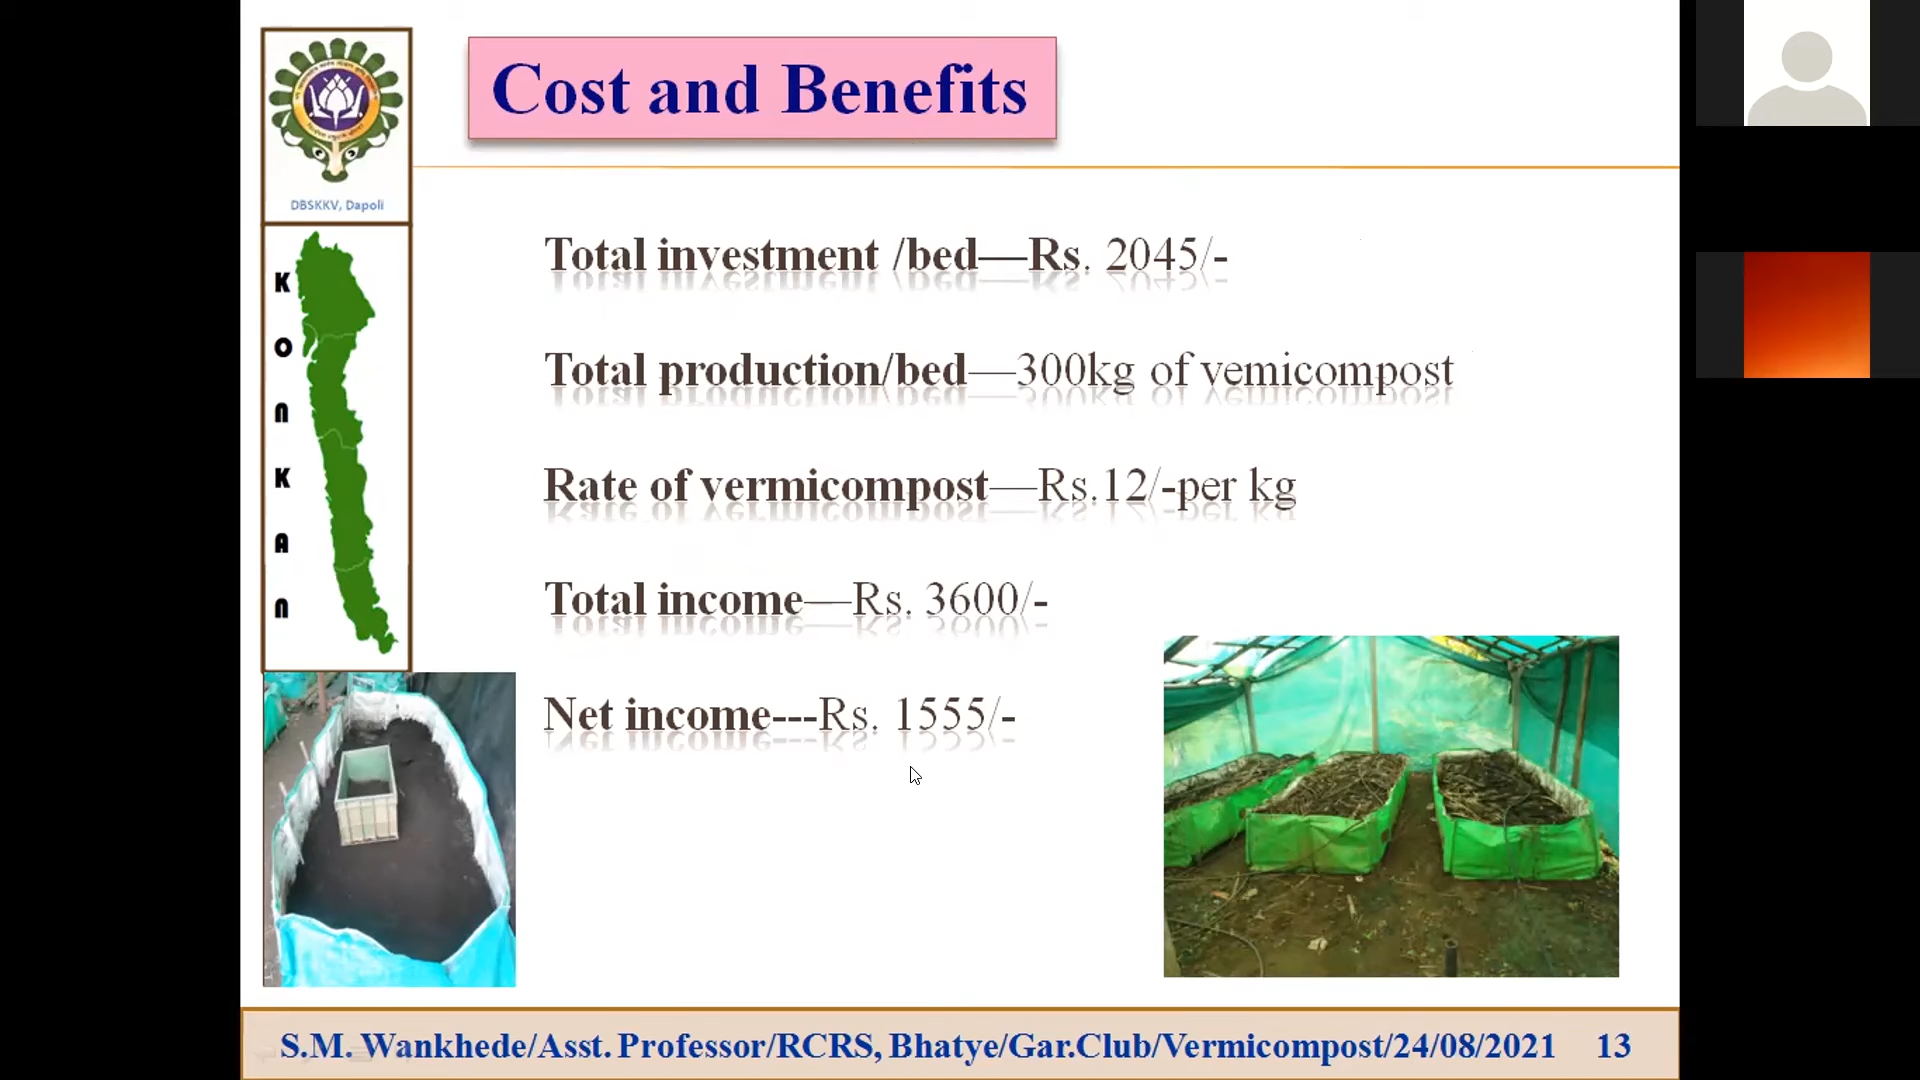 Cost and Benefits
DBSKKV, Dapoli
K
O
N
K
A
N
Total investment /bed—Rs. 2045/-
Total production/bed—300kg of vemicompost
Rate of vermicompost—Rs.12/-per kg
Total income—Rs. 3600/-
Net income---Rs. 1555/-
S.M. Wankhede/Asst. Professor/RCRS, Bhatye/Gar.Club/Vermicompost/24/08/2021 13